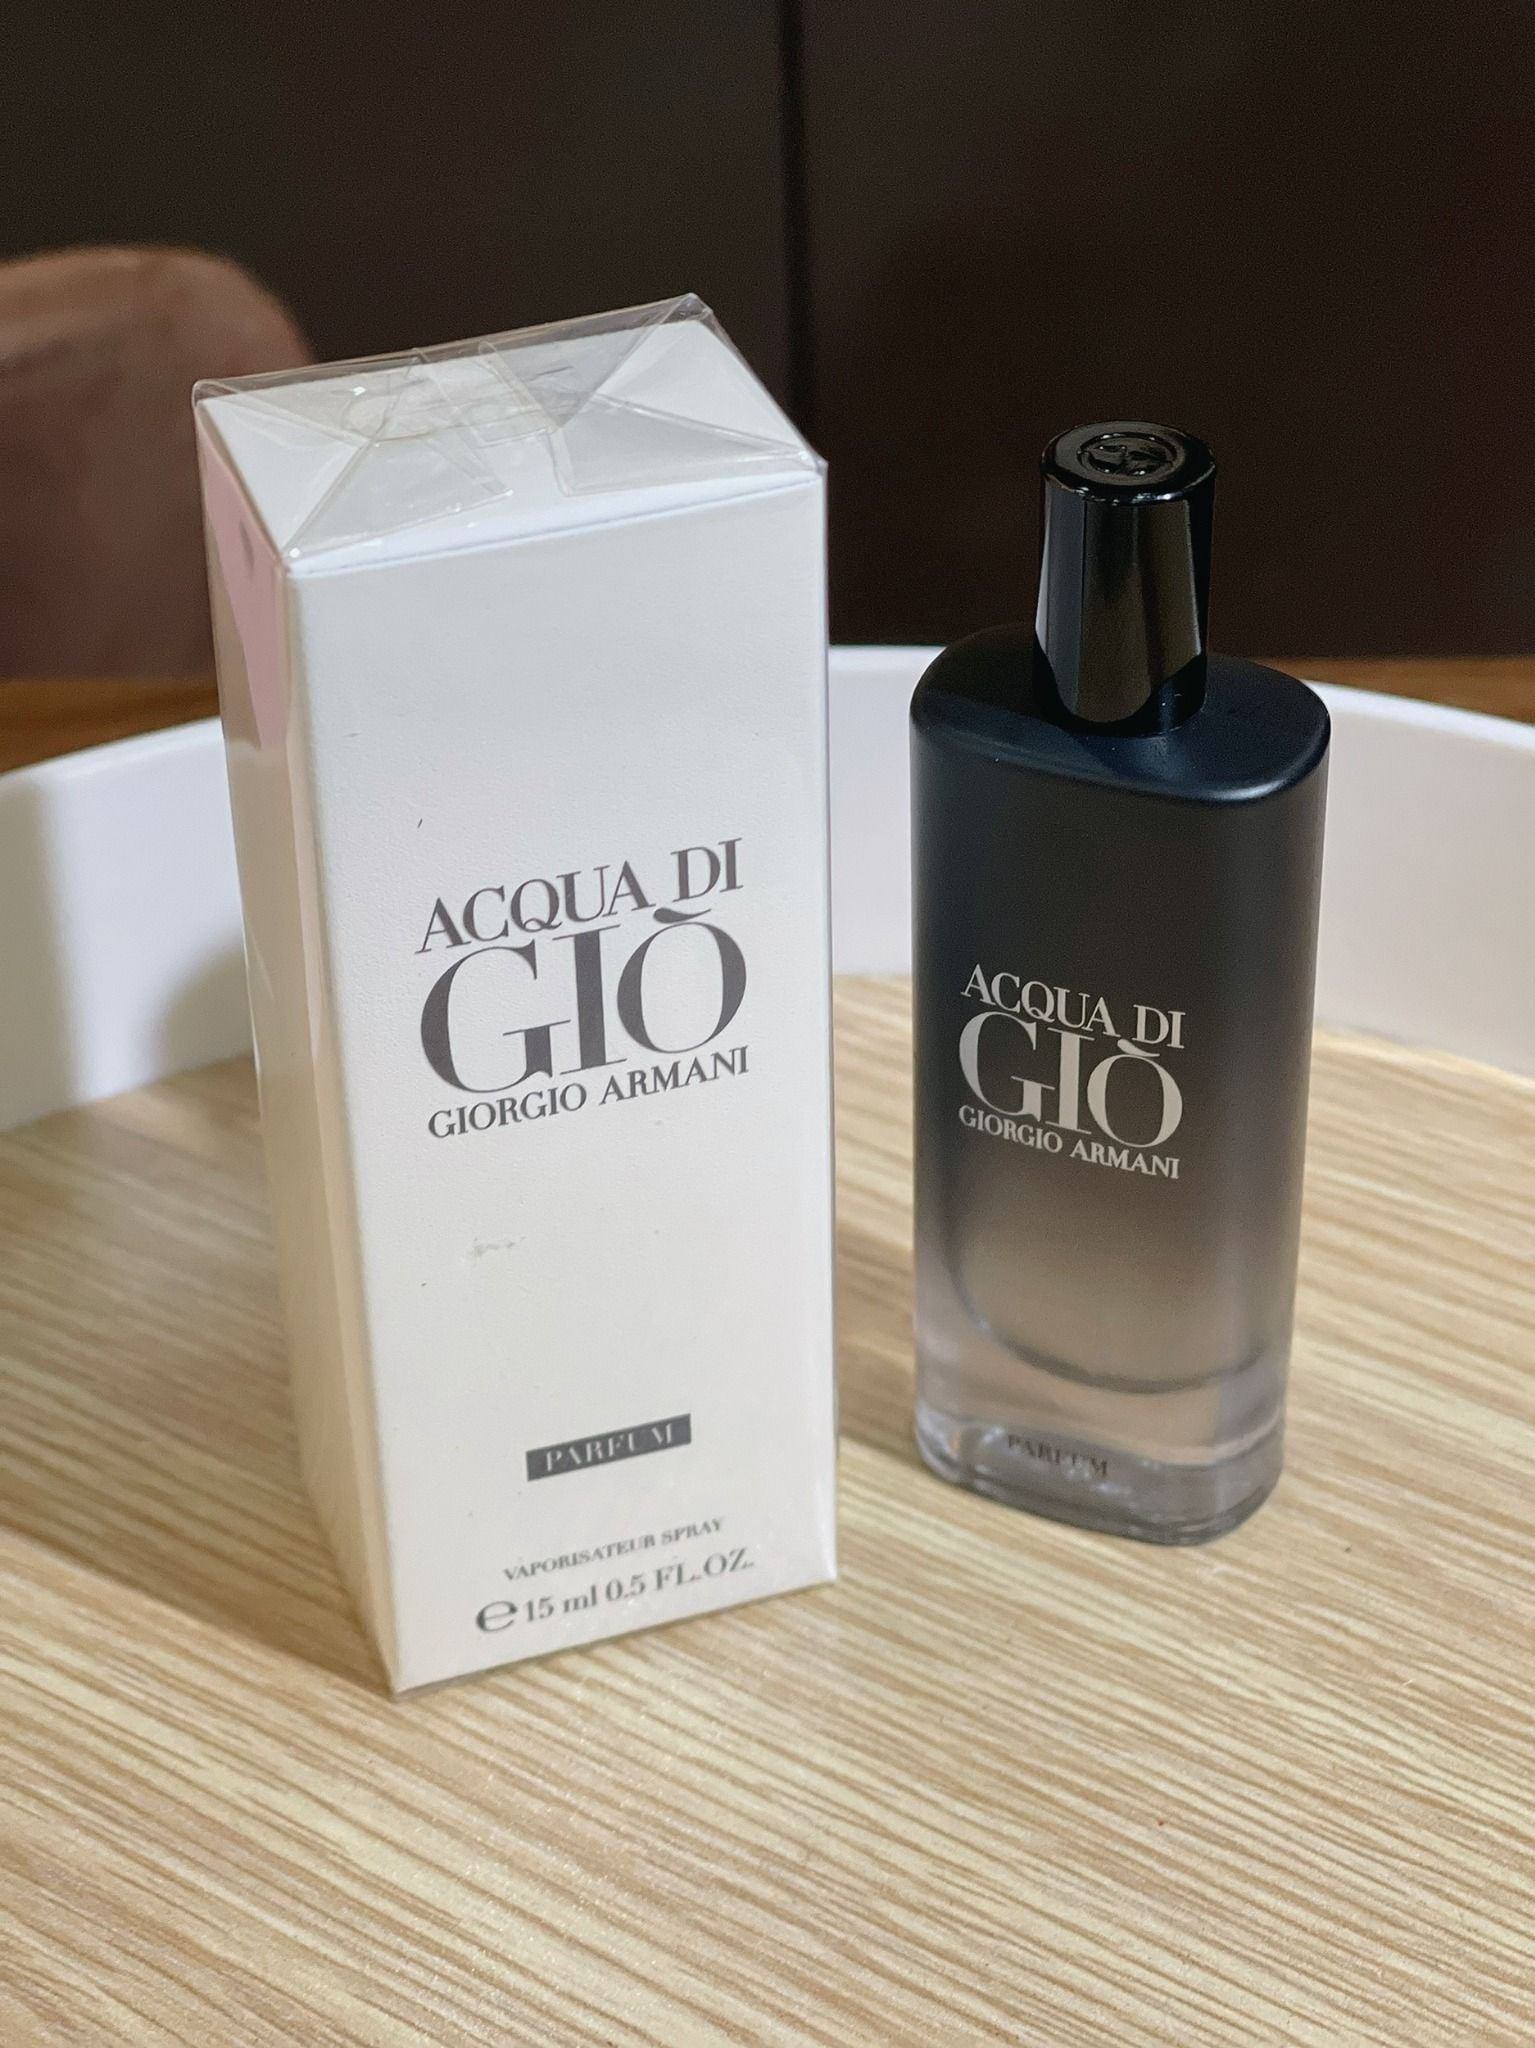 ACQUA DI
GIÒ
GIORGIO ARMANI
PARFUM
VAPORISATEUR SPRAY
℮ 15 ml 0.5 FL.OZ.
ACQUA DI
GIÒ
GIORGIO ARMANI
PARFUM